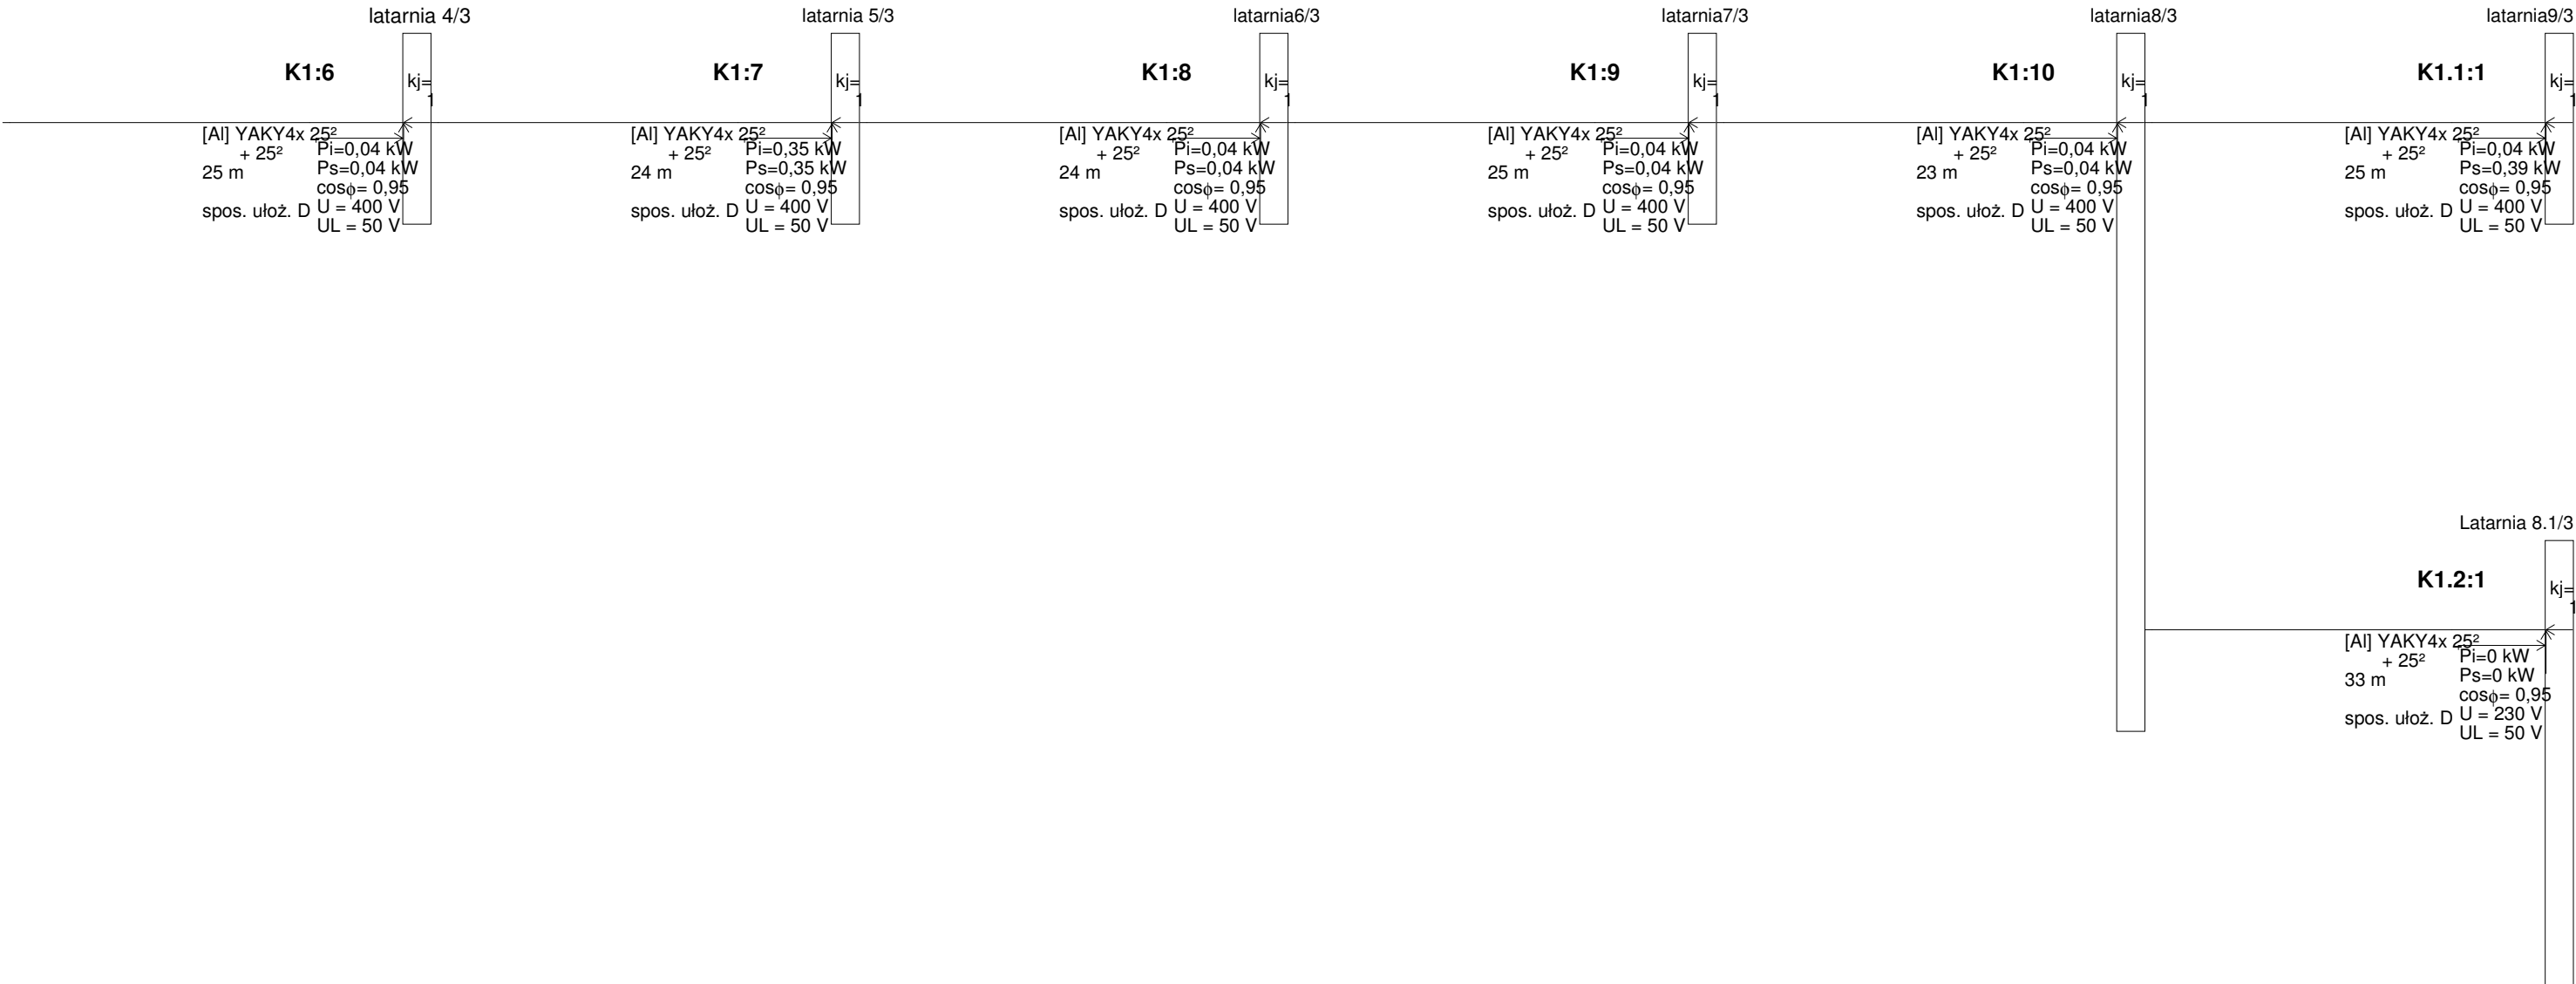 latarnia 4/3
K1:6
kj=
1
[Al] YAKY4x 25²
+ 25²
25 m
spos. ułoż. D
Pi=0,04 kW
Ps=0,04 kW
cosϕ= 0,95
U = 400 V
UL = 50 V
latarnia 5/3
K1:7
kj=
1
[Al] YAKY4x 25²
+ 25²
24 m
spos. ułoż. D
Pi=0,35 kW
Ps=0,35 kW
cosϕ= 0,95
U = 400 V
UL = 50 V
latarnia6/3
K1:8
kj=
1
[Al] YAKY4x 25²
+ 25²
24 m
spos. ułoż. D
Pi=0,04 kW
Ps=0,04 kW
cosϕ= 0,95
U = 400 V
UL = 50 V
latarnia7/3
K1:9
kj=
1
[Al] YAKY4x 25²
+ 25²
25 m
spos. ułoż. D
Pi=0,04 kW
Ps=0,04 kW
cosϕ= 0,95
U = 400 V
UL = 50 V
latarnia8/3
K1:10
kj=
1
[Al] YAKY4x 25²
+ 25²
23 m
spos. ułoż. D
Pi=0,04 kW
Ps=0,04 kW
cosϕ= 0,95
U = 400 V
UL = 50 V
latarnia9/3
K1.1:1
kj=
1
[Al] YAKY4x 25²
+ 25²
25 m
spos. ułoż. D
Pi=0,04 kW
Ps=0,39 kW
cosϕ= 0,95
U = 400 V
UL = 50 V
Latarnia 8.1/3
K1.2:1
kj=
1
[Al] YAKY4x 25²
+ 25²
33 m
spos. ułoż. D
Pi=0 kW
Ps=0 kW
cosϕ= 0,95
U = 230 V
UL = 50 V